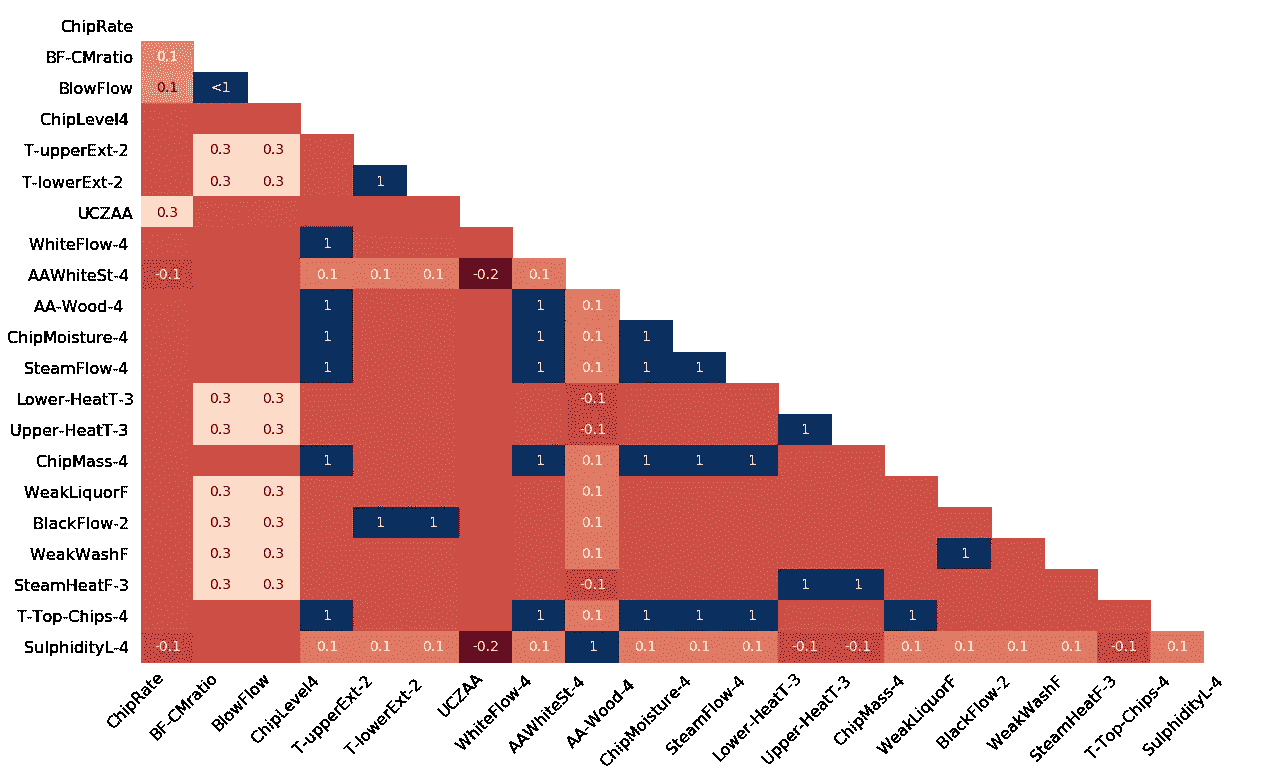 ChipRate
BF-CMratio 0.1
BlowFlow 0.1 <1
ChipLevel4
T-upperExt-2 0.3 0.3
T-lowerExt-2 0.3 0.3 1
UCZAA 0.3
WhiteFlow-4 1
AAWhiteSt-4 -0.1 0.1 0.1 0.1 -0.2 0.1
AA-Wood-4 1 1 0.1
ChipMoisture-4 1 1 0.1 1
SteamFlow-4 1 1 0.1 1 1
Lower-HeatT-3 0.3 0.3 -0.1
Upper-HeatT-3 0.3 0.3 -0.1 1
ChipMass-4 1 1 0.1 1 1 1
WeakLiquorF 0.3 0.3 0.1
BlackFlow-2 0.3 0.3 1 1 0.1
WeakWashF 0.3 0.3 0.1 1
SteamHeatF-3 0.3 0.3 -0.1 1 1
T-Top-Chips-4 1 1 0.1 1 1 1 1
SulphidityL-4 -0.1 0.1 0.1 0.1 -0.2 0.1 1 0.1 0.1 0.1 -0.1 -0.1 0.1 0.1 0.1 0.1 -0.1 0.1
ChipRate
BF-CMratio
BlowFlow
ChipLevel4
T-upperExt-2
T-lowerExt-2
UCZAA
WhiteFlow-4
AAWhiteSt-4
AA-Wood-4
ChipMoisture-4
SteamFlow-4
Lower-HeatT-3
Upper-HeatT-3
ChipMass-4
WeakLiquorF
BlackFlow-2
WeakWashF
SteamHeatF-3
T-Top-Chips-4
SulphidityL-4